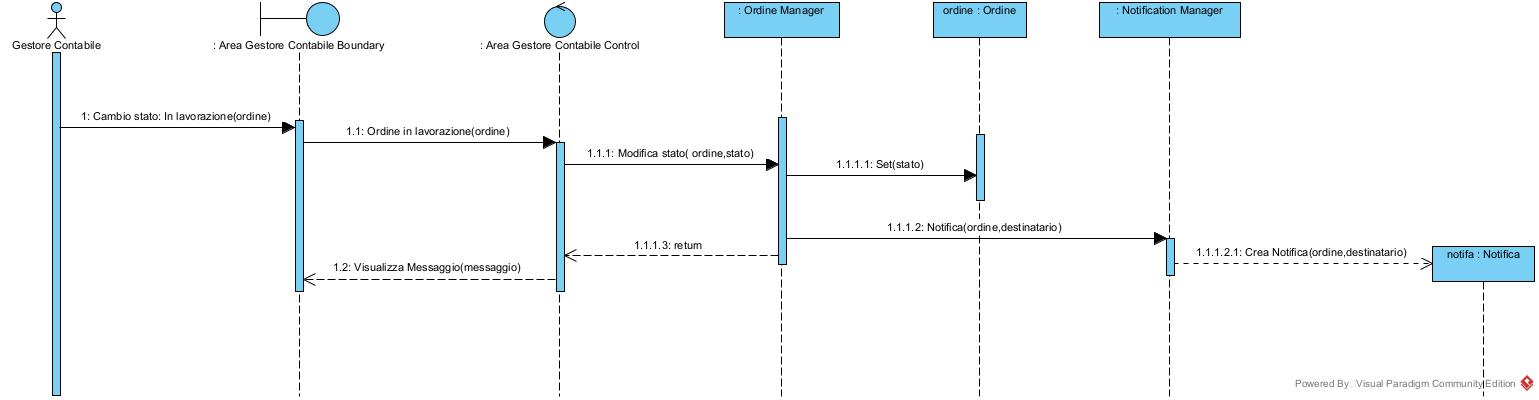 : Ordine Manager
ordine : Ordine
: Notification Manager
Gestore Contabile
: Area Gestore Contabile Boundary
: Area Gestore Contabile Control
1: Cambio stato: In lavorazione(ordine)
1.1: Ordine in lavorazione(ordine)
1.1.1: Modifica stato( ordine,stato)
1.1.1.1: Set(stato)
1.1.1.2: Notifica(ordine,destinatario)
1.1.1.3: return
1.1.1.2.1: Crea Notifica(ordine,destinatario)
notifa : Notifica
1.2: Visualizza Messaggio(messaggio)
Powered By Visual Paradigm Community Edition